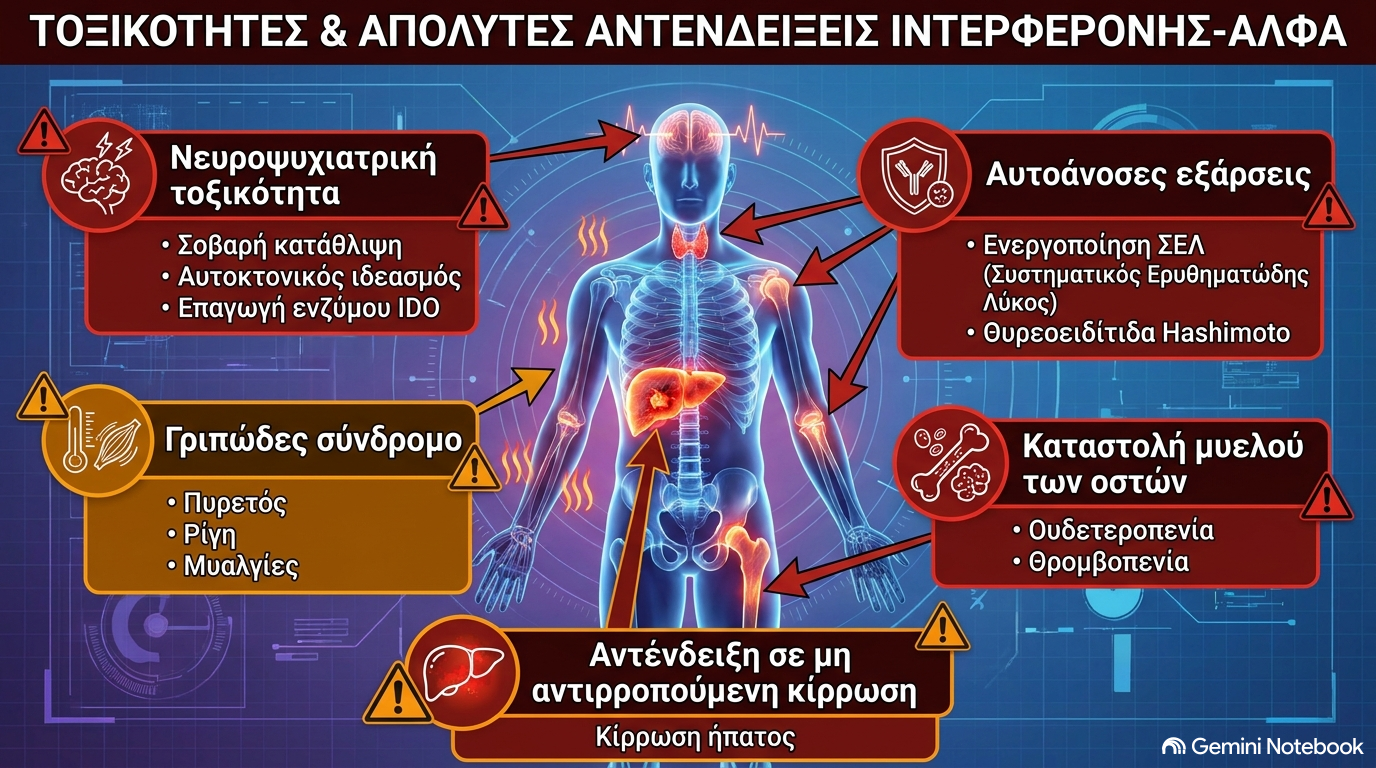 ΤΟΞΙΚΟΤΗΤΕΣ & ΑΠΟΛΥΤΕΣ ΑΝΤΕΝΔΕΙΞΕΙΣ ΙΝΤΕΡΦΕΡΟΝΗΣ-ΑΛΦΑ
Νευροψυχιατρική
τοξικότητα
• Σοβαρή κατάθλιψη
• Αυτοκτονικός ιδεασμός
• Επαγωγή ενζύμου IDO
Αυτοάνοσες εξάρσεις
• Ενεργοποίηση ΣΕΛ
(Συστηματικός Ερυθηματώδης
Λύκος)
• Θυρεοειδίτιδα Hashimoto
Γριπώδες σύνδρομο
• Πυρετός
• Ρίγη
• Μυαλγίες
Καταστολή μυελού
των οστών
• Ουδετεροπενία
• Θρομβοπενία
Αντένδειξη σε μη
αντιρροπούμενη κίρρωση
Κίρρωση ήπατος
Gemini Notebook